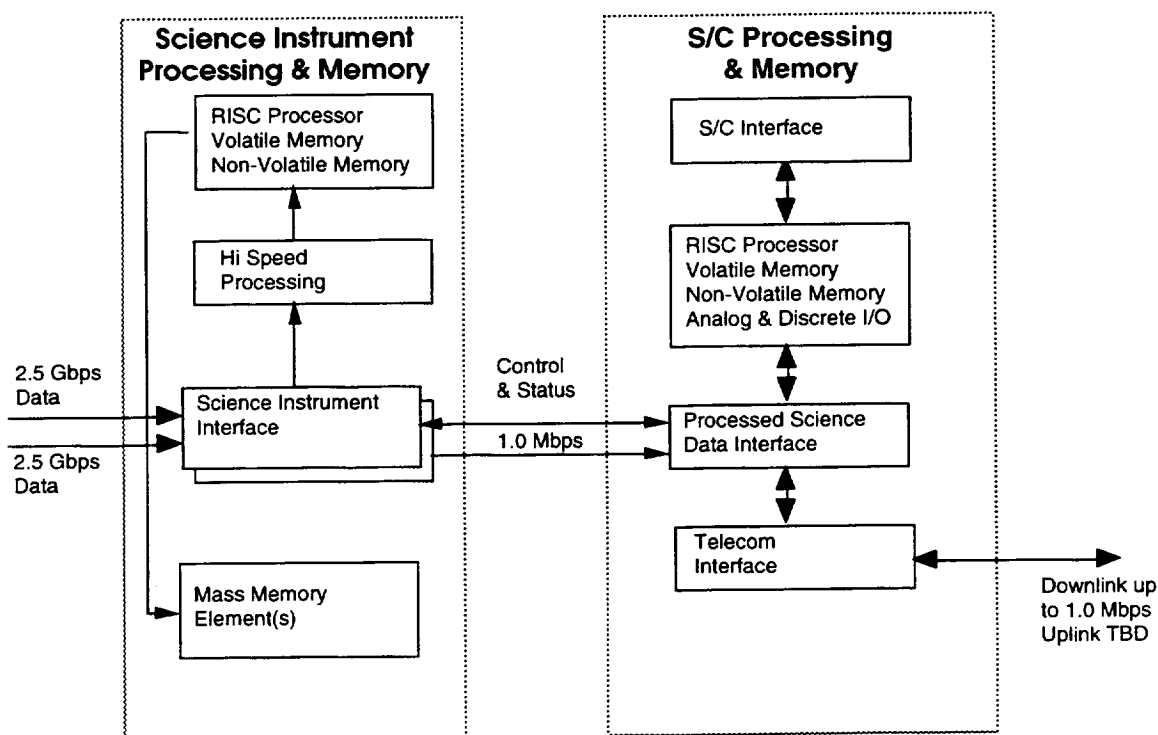 Science Instrument
Processing & Memory
RISC Processor
Volatile Memory
Non-Volatile Memory
Hi Speed
Processing
2.5 Gbps
Data
2.5 Gbps
Data
Science Instrument
Interface
Mass Memory
Element(s)
Control
& Status
1.0 Mbps
S/C Processing
& Memory
S/C Interface
RISC Processor
Volatile Memory
Non-Volatile Memory
Analog & Discrete I/O
Processed Science
Data Interface
Telecom
Interface
Downlink up
to 1.0 Mbps
Uplink TBD